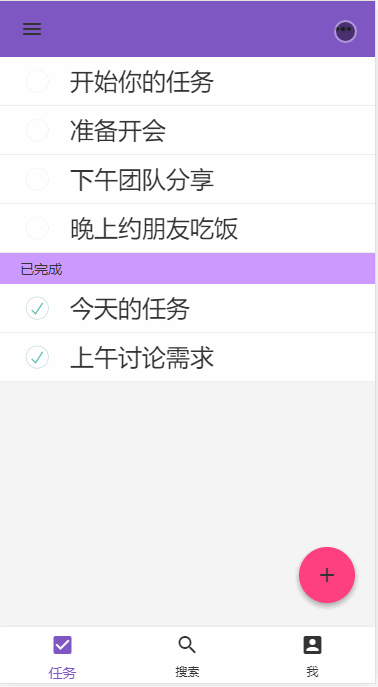 开始你的任务
准备开会
下午团队分享
晚上约朋友吃饭
已完成
今天的任务
上午讨论需求
任务
搜索
我